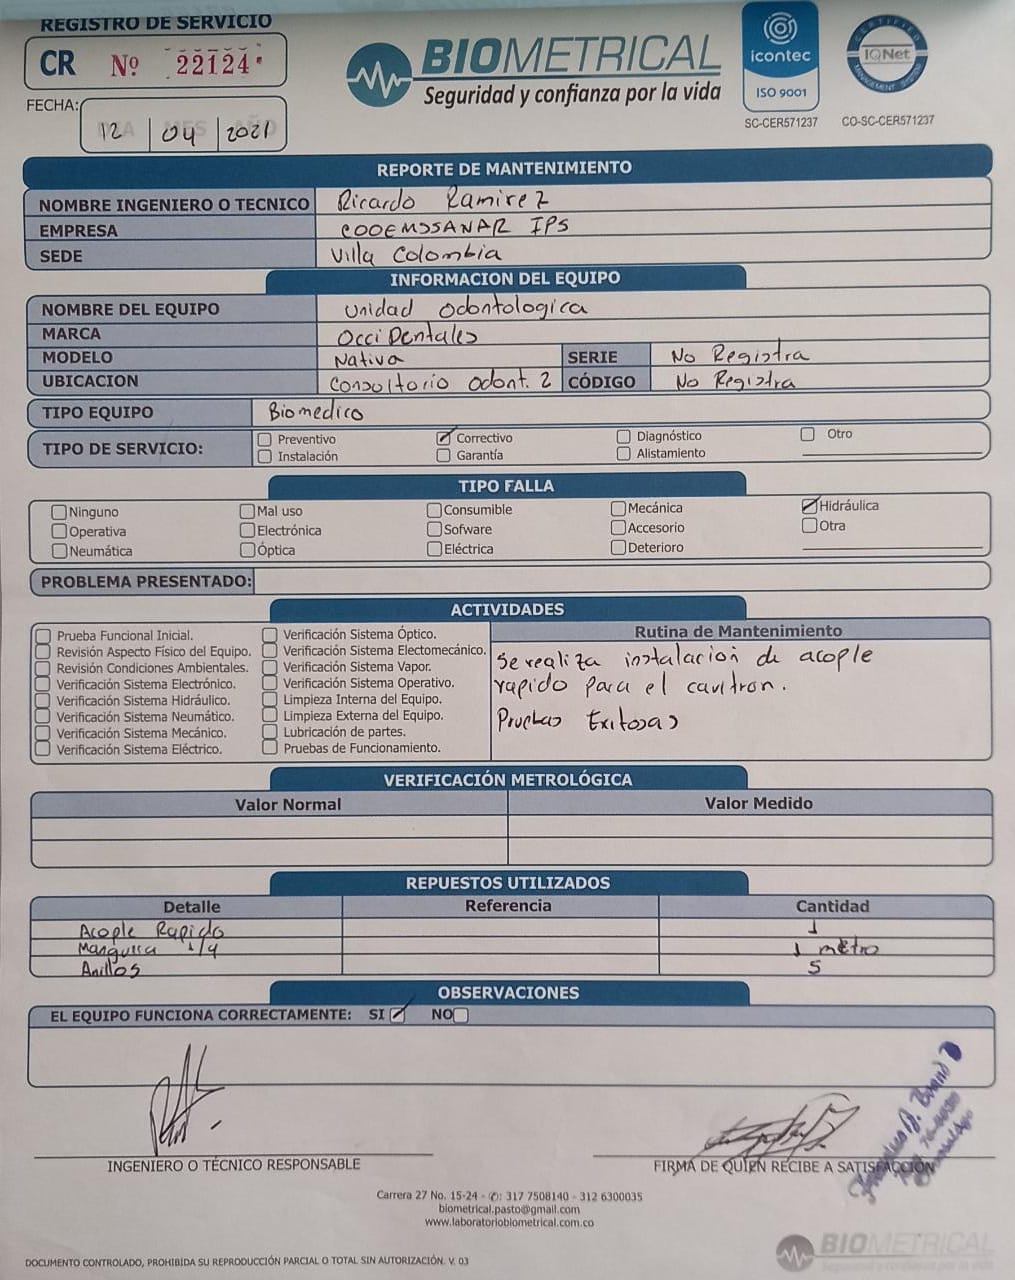 REGISTRO DE SERVICIO
CR Nº 22124
FECHA: 12 04 2021
BIOMETRICAL
Seguridad y confianza por la vida
icontec
ISO 9001
SC-CER571237
CERTIFIED
IQNet
MANAGEMENT SYSTEM
CO-SC-CER571237
REPORTE DE MANTENIMIENTO
NOMBRE INGENIERO O TECNICO Ricardo Ramirez
EMPRESA COOEMSSANAR IPS
SEDE Villa Colombia
INFORMACION DEL EQUIPO
NOMBRE DEL EQUIPO Unidad Odontologica
MARCA Occi Dentales
MODELO Nativa SERIE No Registra
UBICACION Consultorio Odont. 2 CÓDIGO No Registra
TIPO EQUIPO Biomedico
TIPO DE SERVICIO:
Preventivo Correctivo Diagnóstico Otro
Instalación Garantía Alistamiento
TIPO FALLA
Ninguno Mal uso Consumible Mecánica Hidráulica
Operativa Electrónica Sofware Accesorio Otra
Neumática Óptica Eléctrica Deterioro
PROBLEMA PRESENTADO:
ACTIVIDADES
Prueba Funcional Inicial.
Revisión Aspecto Físico del Equipo.
Revisión Condiciones Ambientales.
Verificación Sistema Electrónico.
Verificación Sistema Hidráulico.
Verificación Sistema Neumático.
Verificación Sistema Mecánico.
Verificación Sistema Eléctrico.
Verificación Sistema Óptico.
Verificación Sistema Electomecánico.
Verificación Sistema Vapor.
Verificación Sistema Operativo.
Limpieza Interna del Equipo.
Limpieza Externa del Equipo.
Lubricación de partes.
Pruebas de Funcionamiento.
Rutina de Mantenimiento
Se realiza instalacion de acople
rapido para el cavitron.
Pruebas Exitosas
VERIFICACIÓN METROLÓGICA
Valor Normal Valor Medido
REPUESTOS UTILIZADOS
Detalle Referencia Cantidad
Acople Rapido 1
Manguera 1/4 1 metro
Anillos 5
OBSERVACIONES
EL EQUIPO FUNCIONA CORRECTAMENTE: SI NO
INGENIERO O TÉCNICO RESPONSABLE
FIRMA DE QUIEN RECIBE A SATISFACCIÓN
Carrera 27 No. 15-24 - ✆: 317 7508140 - 312 6300035
biometrical.pasto@gmail.com
www.laboratoriobiometrical.com.co
DOCUMENTO CONTROLADO, PROHIBIDA SU REPRODUCCIÓN PARCIAL O TOTAL SIN AUTORIZACIÓN. V. 03
BIOMETRICAL
Seguridad y confianza por la vida